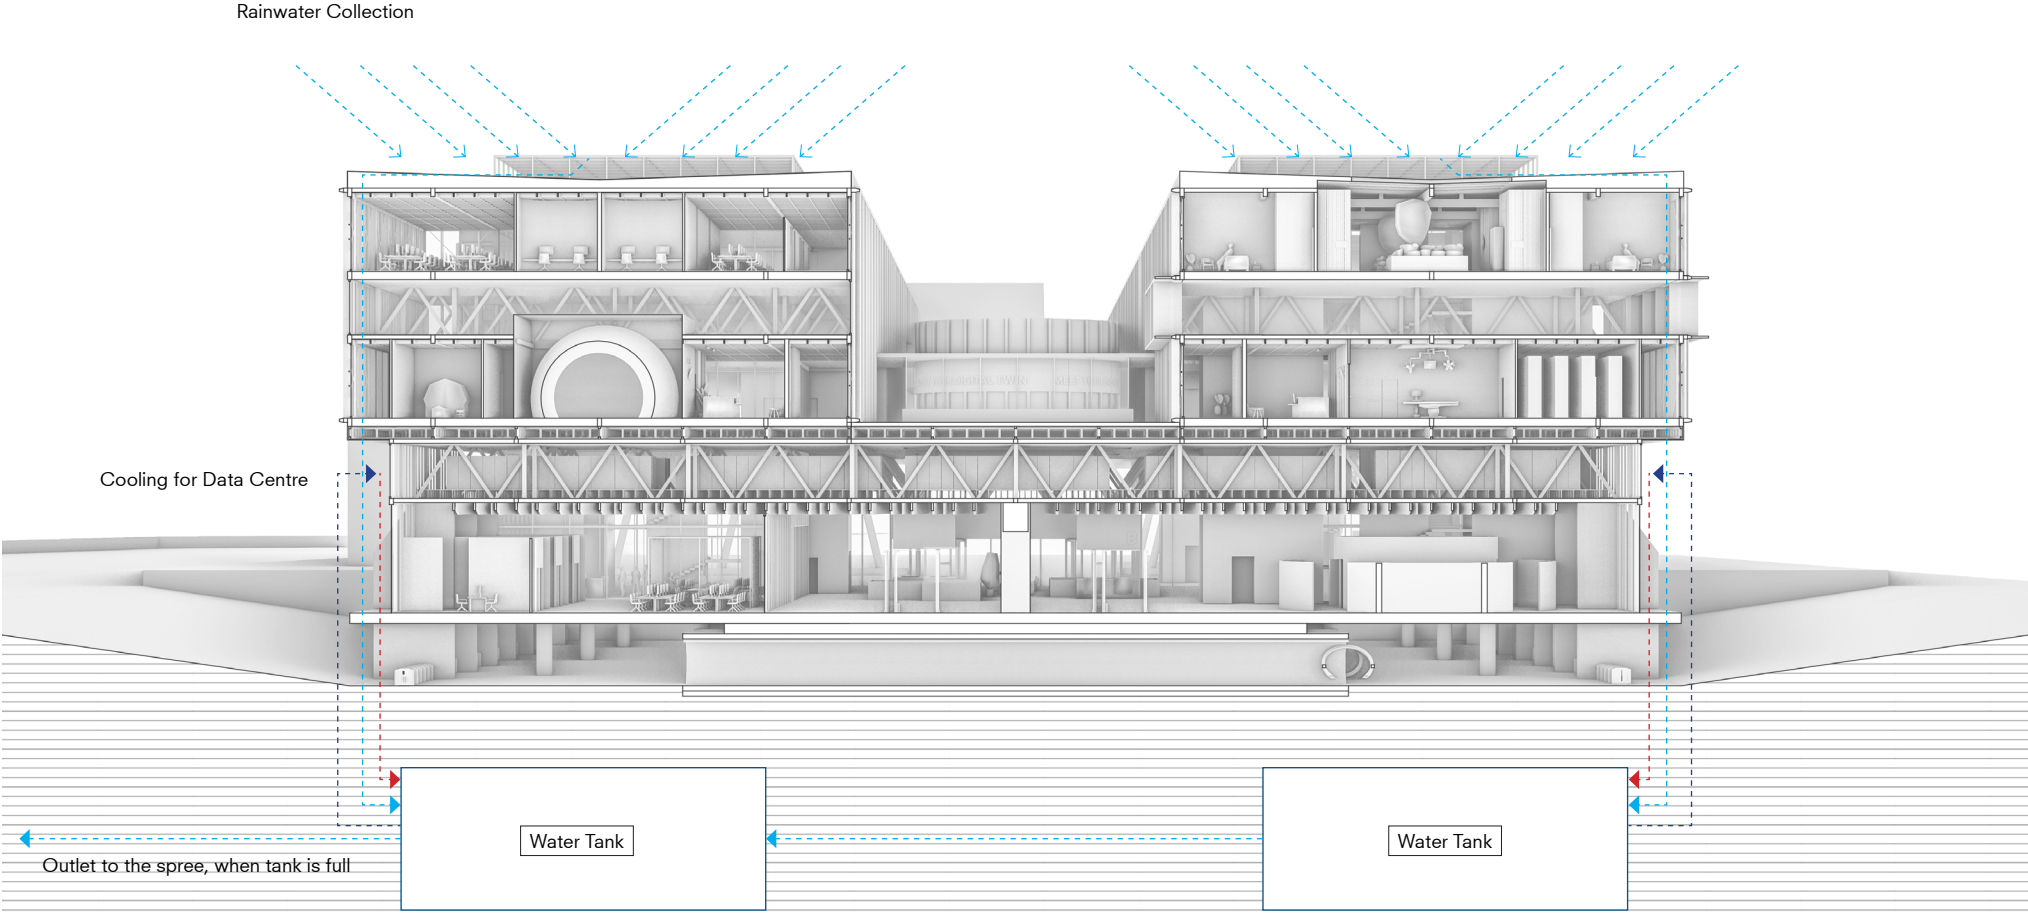 Rainwater Collection
Cooling for Data Centre
Water Tank
Water Tank
Outlet to the spree, when tank is full